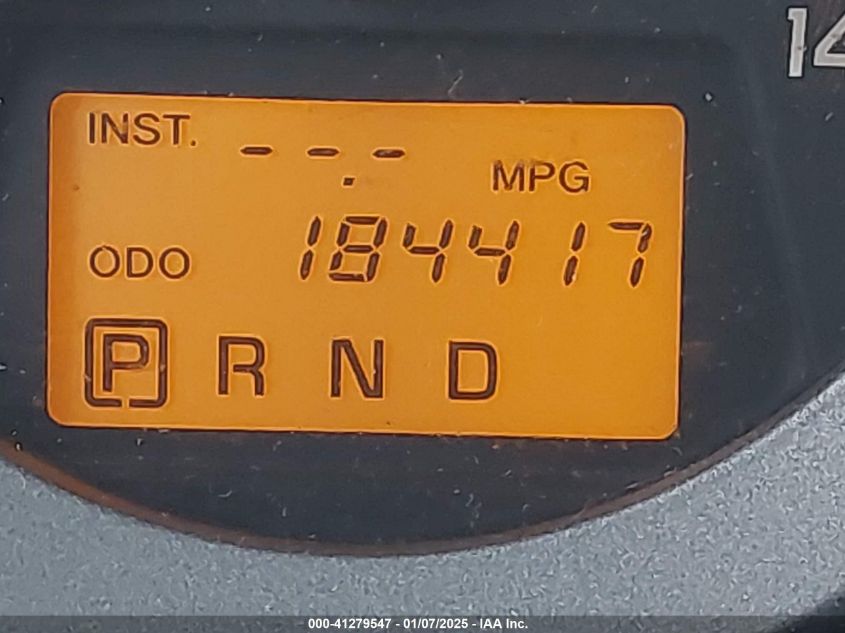 14
INST. --.- MPG
ODO 184417
P R N D
000-41279547 - 01/07/2025 - IAA Inc.